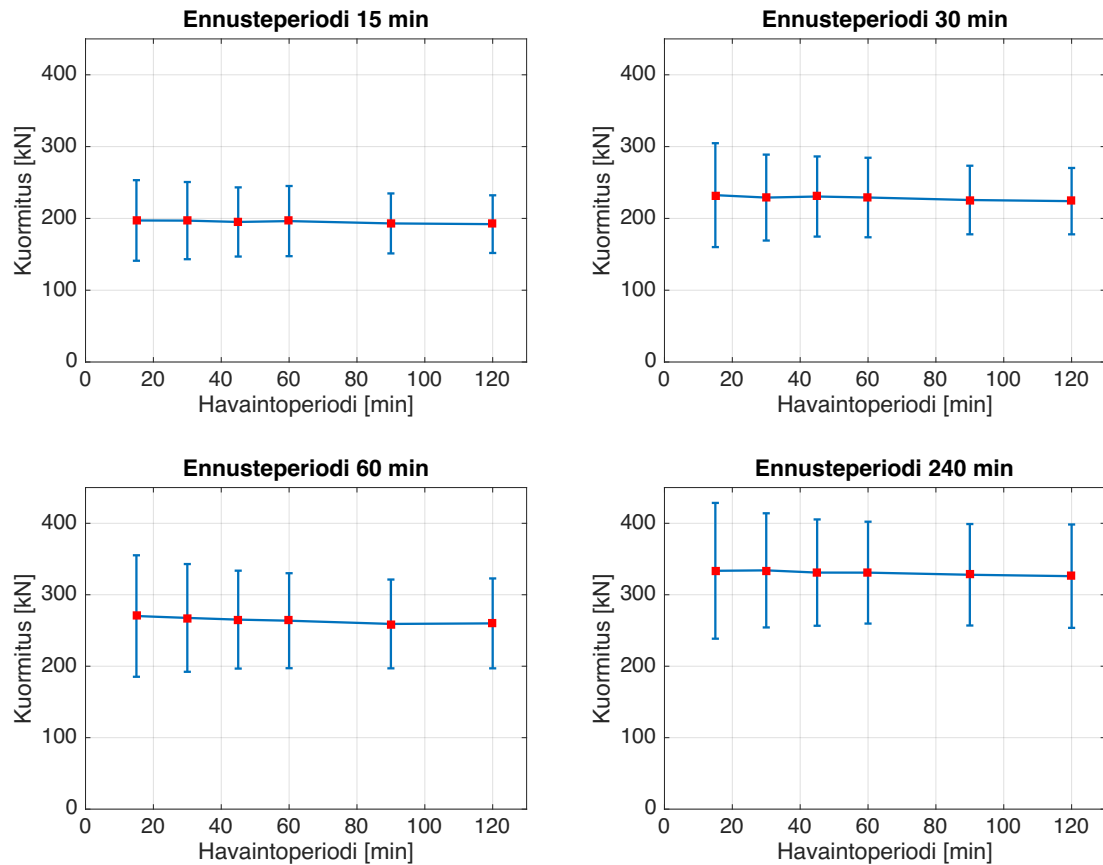 Ennusteperiodi 15 min
400
300
200
100
0
Kuormitus [kN]
0 20 40 60 80 100 120
Havaintoperiodi [min]
Ennusteperiodi 30 min
400
300
200
100
0
Kuormitus [kN]
0 20 40 60 80 100 120
Havaintoperiodi [min]
Ennusteperiodi 60 min
400
300
200
100
0
Kuormitus [kN]
0 20 40 60 80 100 120
Havaintoperiodi [min]
Ennusteperiodi 240 min
400
300
200
100
0
Kuormitus [kN]
0 20 40 60 80 100 120
Havaintoperiodi [min]